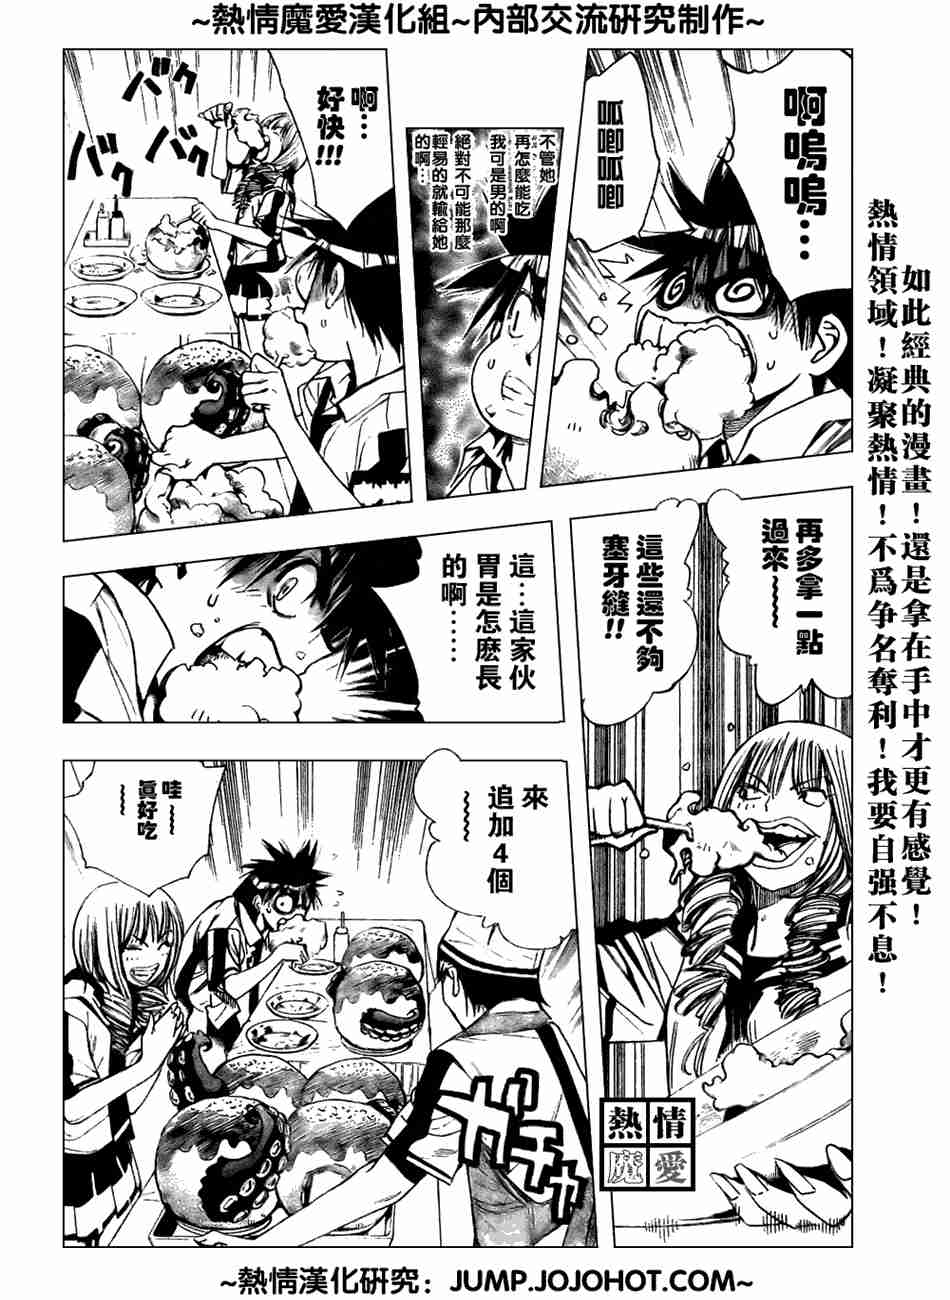 ~熱情魔愛漢化組~內部交流研究制作~
啊嗚嗚…
呱唧呱唧
不管她
再怎麼能吃
我可是男的啊
絕對不可能那麼
輕易的就輸給她
的啊…
啊…
好快!!!
バク
バク
バク
再多拿一點
過來~
這些還不夠
塞牙縫!!
這…這家伙
胃是怎麼長
的啊……
來
追加4個
哇~
真好吃~
ガチャ
熱情
魔愛
如此經典的漫畫！還是拿在手中才更有感覺！
熱情領域！凝聚熱情！不爲争名奪利！我要自强不息！
~熱情漢化研究：JUMP.JOJOHOT.COM~